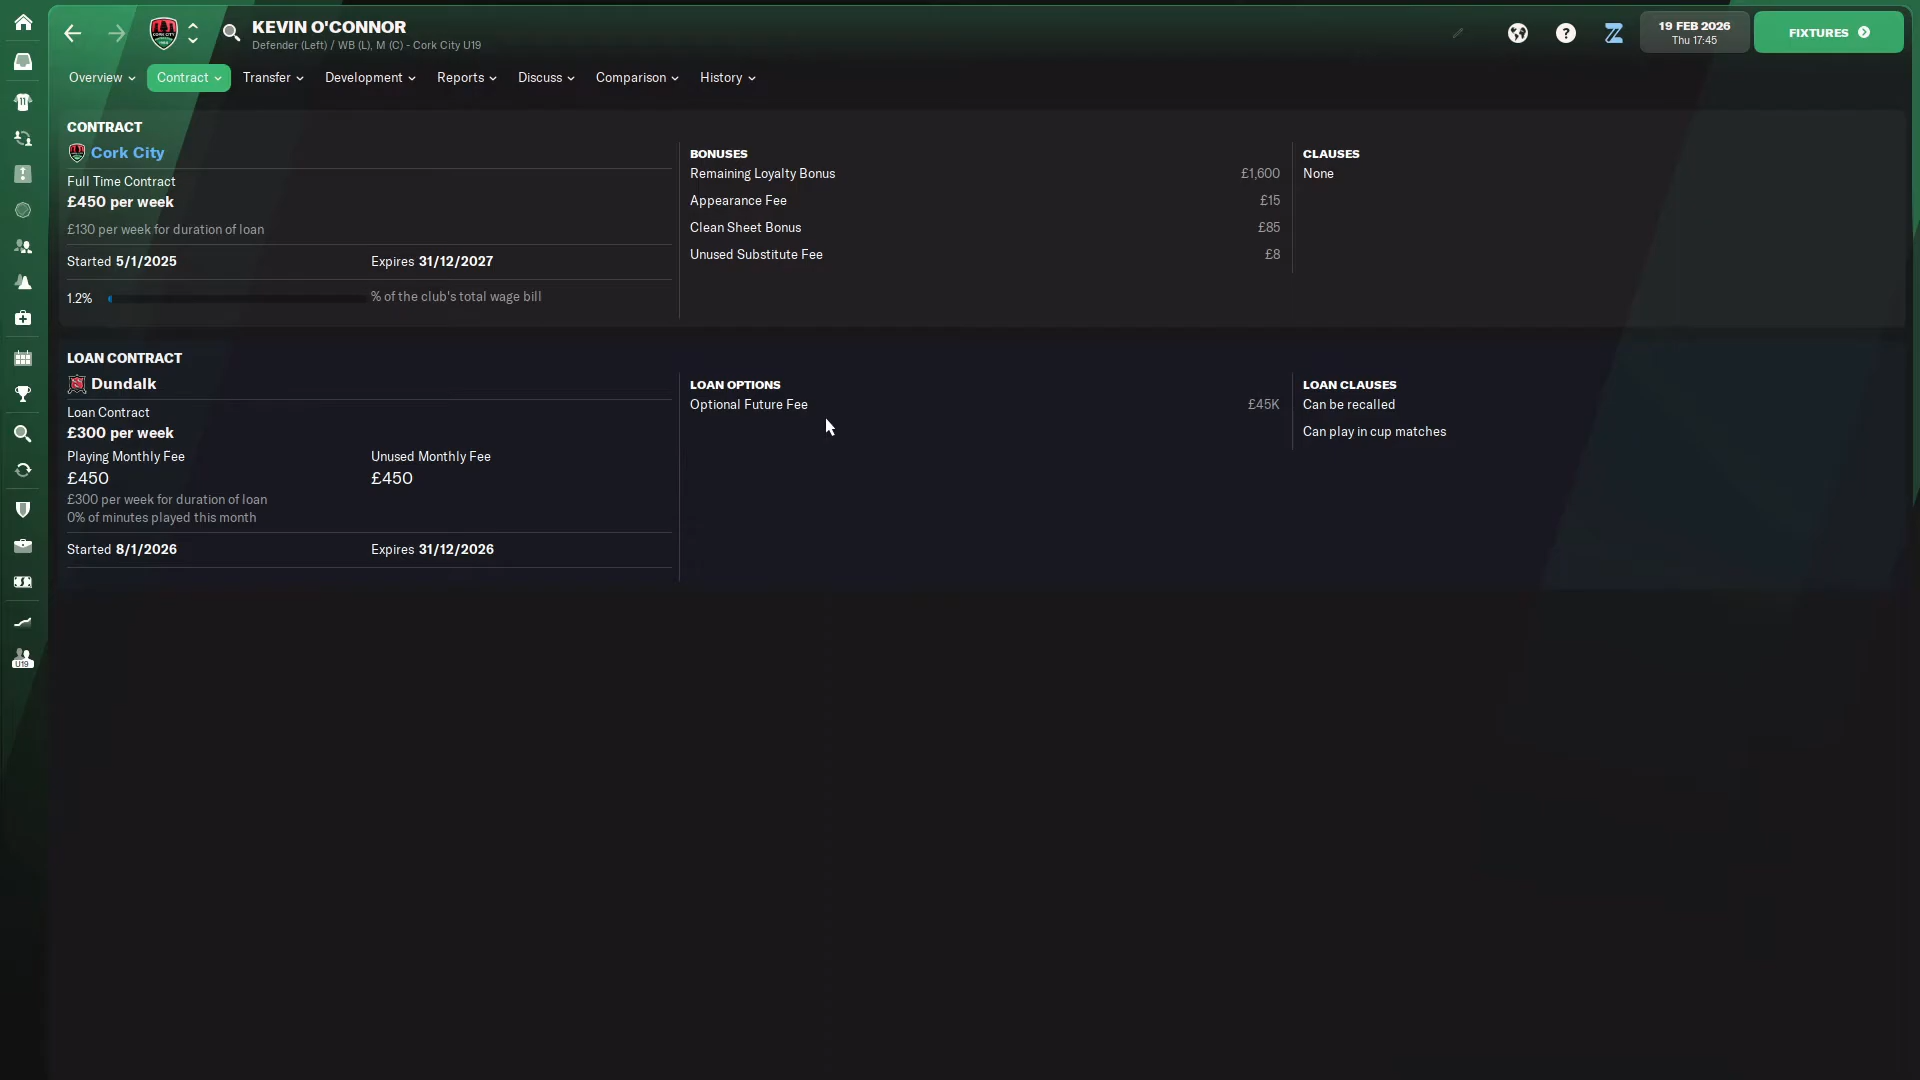 KEVIN O'CONNOR
Defender (Left) / WB (L), M (C) - Cork City U19
19 FEB 2026
Thu 17:45
FIXTURES
Overview
Contract
Transfer
Development
Reports
Discuss
Comparison
History
CONTRACT
Cork City
Full Time Contract
£450 per week
£130 per week for duration of loan
Started 5/1/2025
Expires 31/12/2027
1.2%
% of the club's total wage bill
BONUSES
Remaining Loyalty Bonus £1,600
Appearance Fee £15
Clean Sheet Bonus £85
Unused Substitute Fee £8
CLAUSES
None
LOAN CONTRACT
Dundalk
Loan Contract
£300 per week
Playing Monthly Fee
Unused Monthly Fee
£450
£450
£300 per week for duration of loan
0% of minutes played this month
Started 8/1/2026
Expires 31/12/2026
LOAN OPTIONS
Optional Future Fee £45K
LOAN CLAUSES
Can be recalled
Can play in cup matches
U19